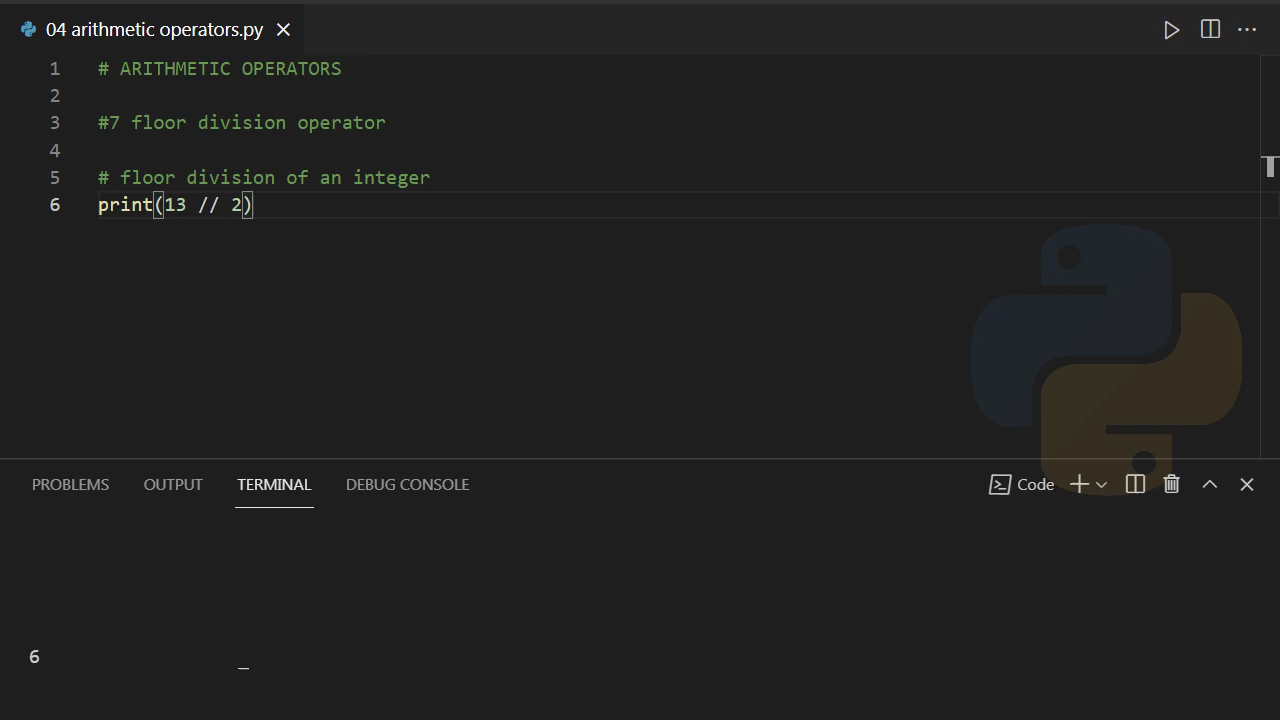 04 arithmetic operators.py
1 # ARITHMETIC OPERATORS
2
3 #7 floor division operator
4
5 # floor division of an integer
6 print(13 // 2)
PROBLEMS OUTPUT TERMINAL DEBUG CONSOLE Code
6 _